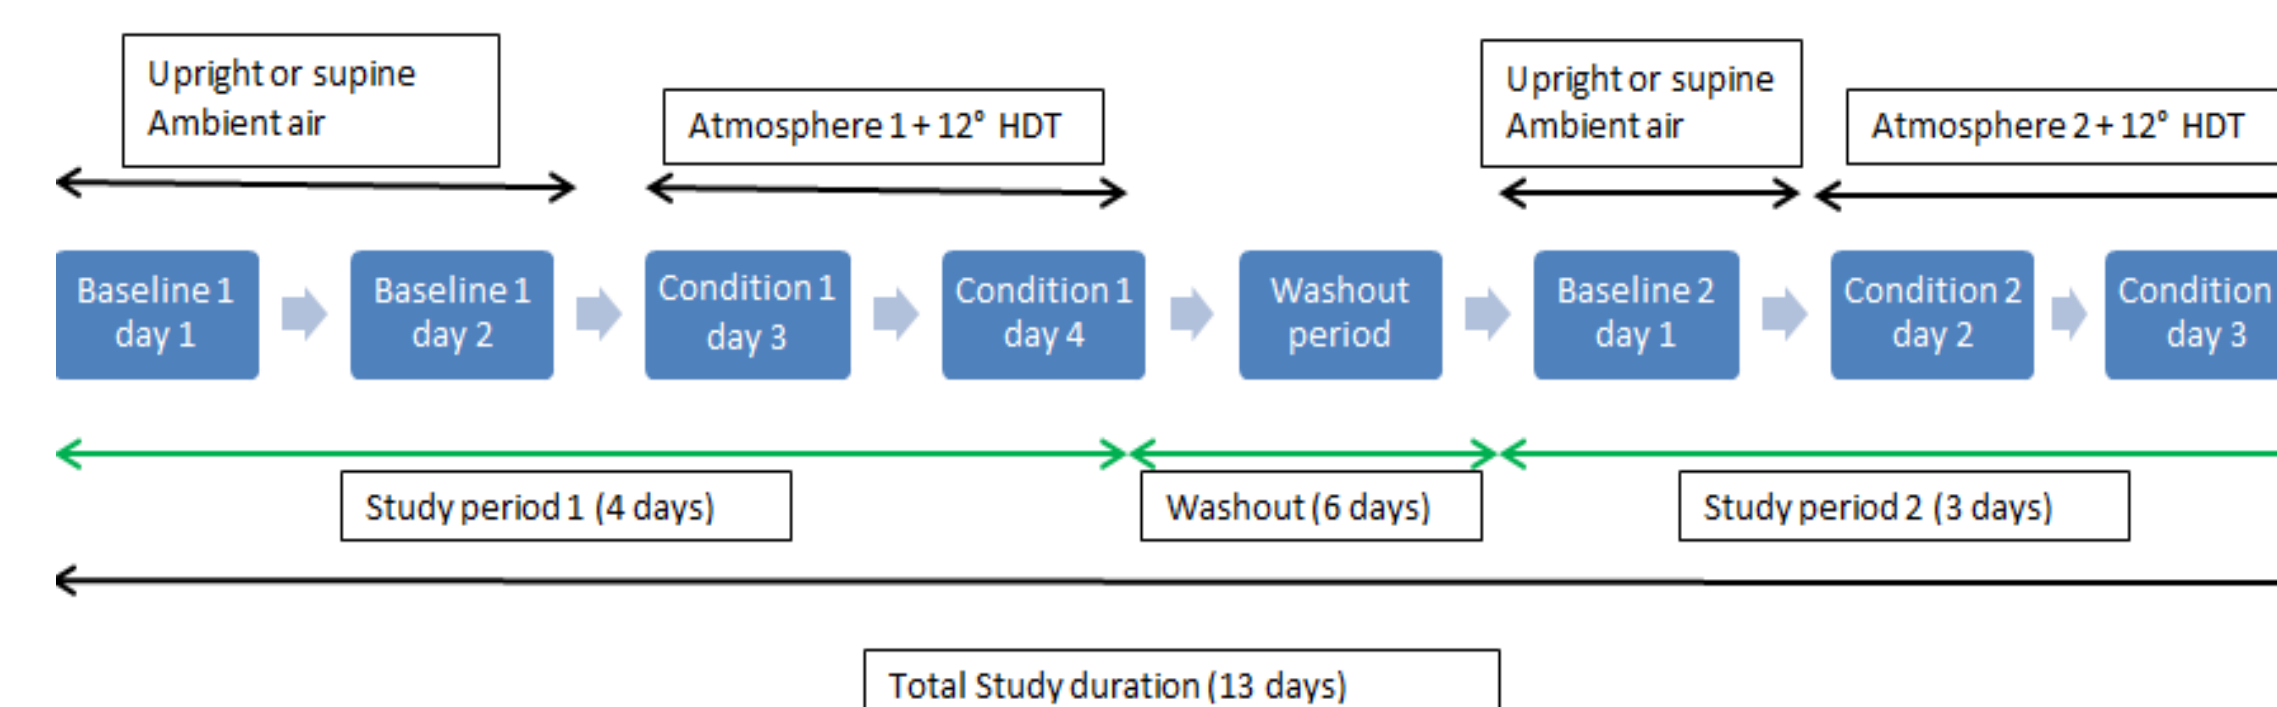 Upright or supine
Ambient air
Atmosphere 1 + 12° HDT
Upright or supine
Ambient air
Atmosphere 2 + 12° HDT
Baseline 1
day 1
Baseline 1
day 2
Condition 1
day 3
Condition 1
day 4
Washout
period
Baseline 2
day 1
Condition 2
day 2
Condition
day 3
Study period 1 (4 days)
Washout (6 days)
Study period 2 (3 days)
Total Study duration (13 days)